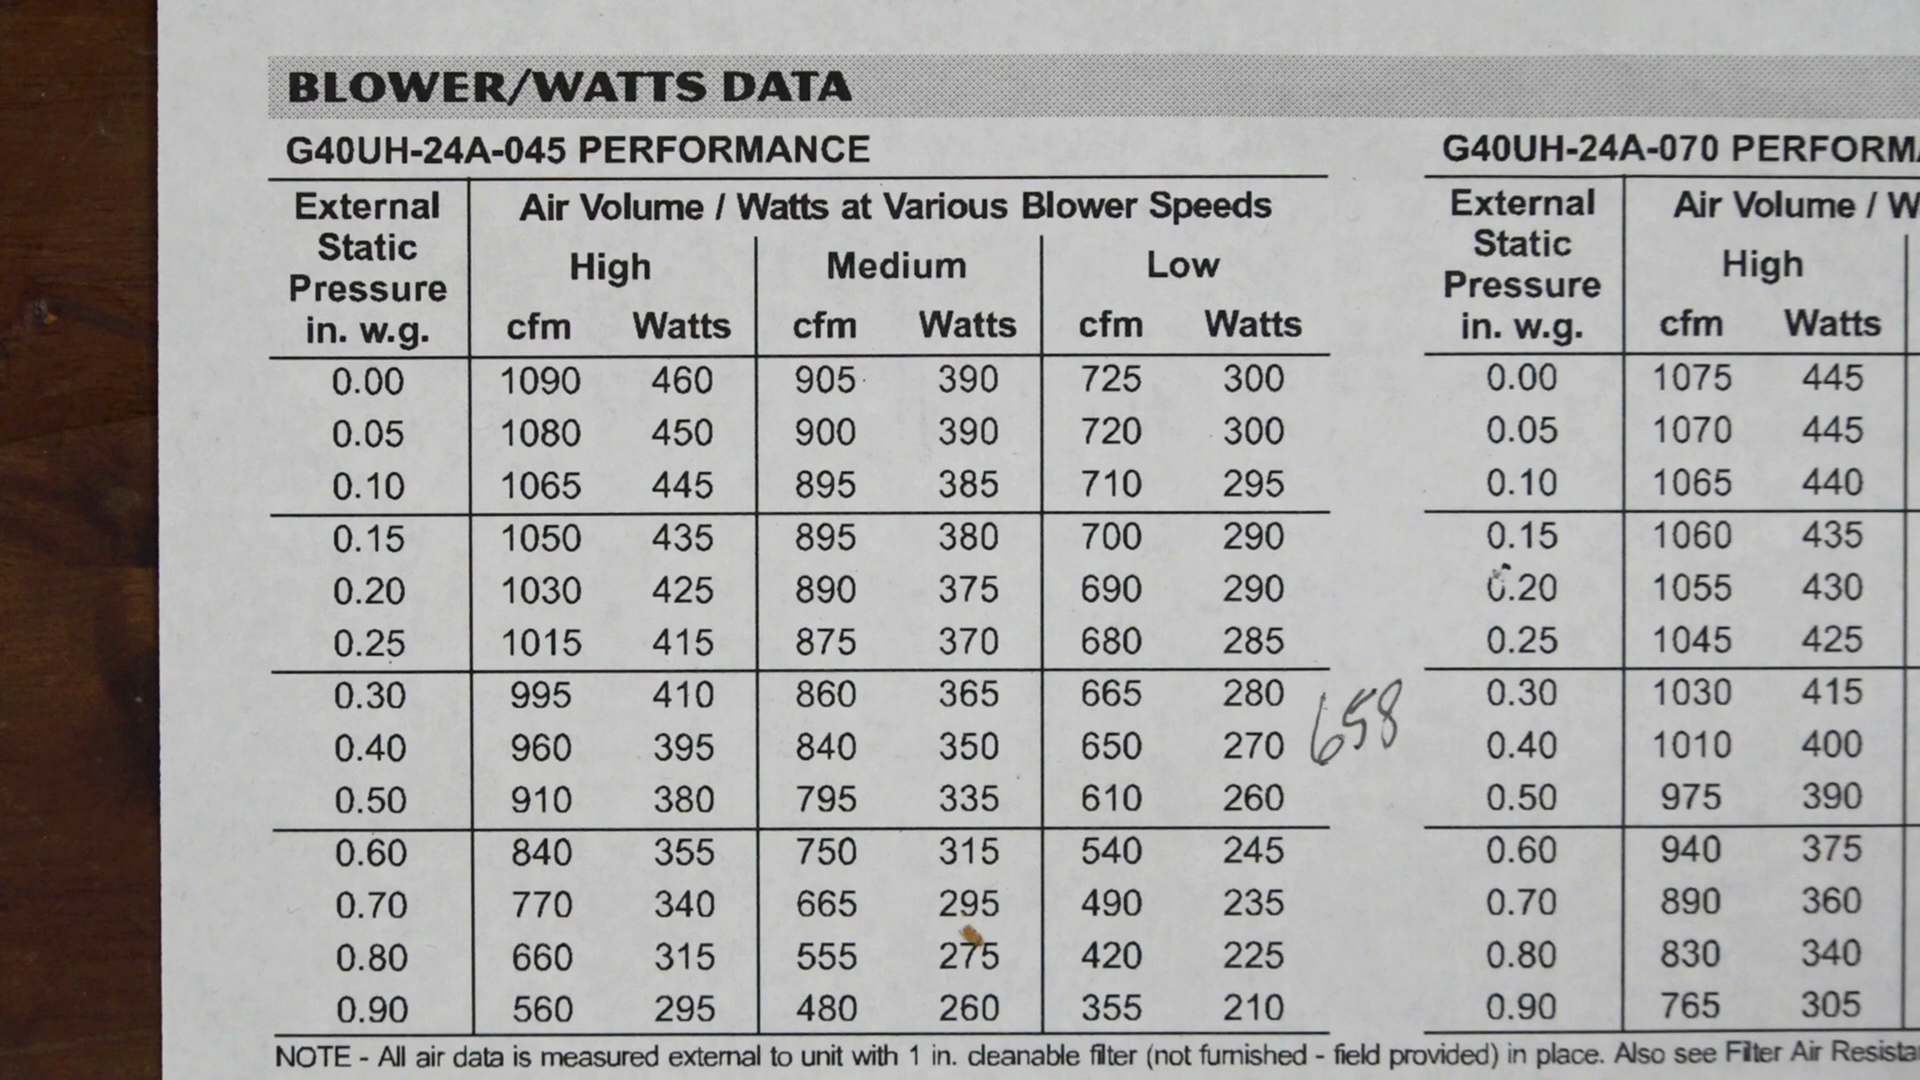 BLOWER/WATTS DATA
G40UH-24A-045 PERFORMANCE
External Static Pressure in. w.g.
Air Volume / Watts at Various Blower Speeds
High Medium Low
cfm Watts cfm Watts cfm Watts
0.00 1090 460 905 390 725 300
0.05 1080 450 900 390 720 300
0.10 1065 445 895 385 710 295
0.15 1050 435 895 380 700 290
0.20 1030 425 890 375 690 290
0.25 1015 415 875 370 680 285
0.30 995 410 860 365 665 280
0.40 960 395 840 350 650 270
0.50 910 380 795 335 610 260
0.60 840 355 750 315 540 245
0.70 770 340 665 295 490 235
0.80 660 315 555 275 420 225
0.90 560 295 480 260 355 210
658
G40UH-24A-070 PERFORMA
External Static Pressure in. w.g.
Air Volume / W
High
cfm Watts
0.00 1075 445
0.05 1070 445
0.10 1065 440
0.15 1060 435
0.20 1055 430
0.25 1045 425
0.30 1030 415
0.40 1010 400
0.50 975 390
0.60 940 375
0.70 890 360
0.80 830 340
0.90 765 305
NOTE - All air data is measured external to unit with 1 in. cleanable filter (not furnished - field provided) in place. Also see Filter Air Resista